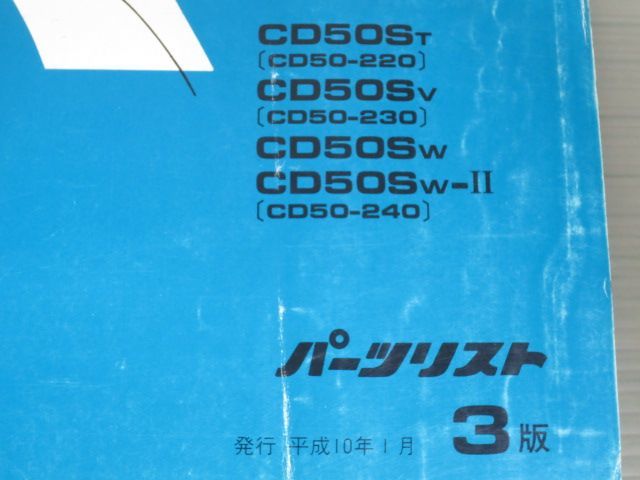 CD50ST
〔CD50-220〕
CD50SV
〔CD50-230〕
CD50SW
CD50SW-II
〔CD50-240〕
パーツリスト
発行 平成10年1月 3版